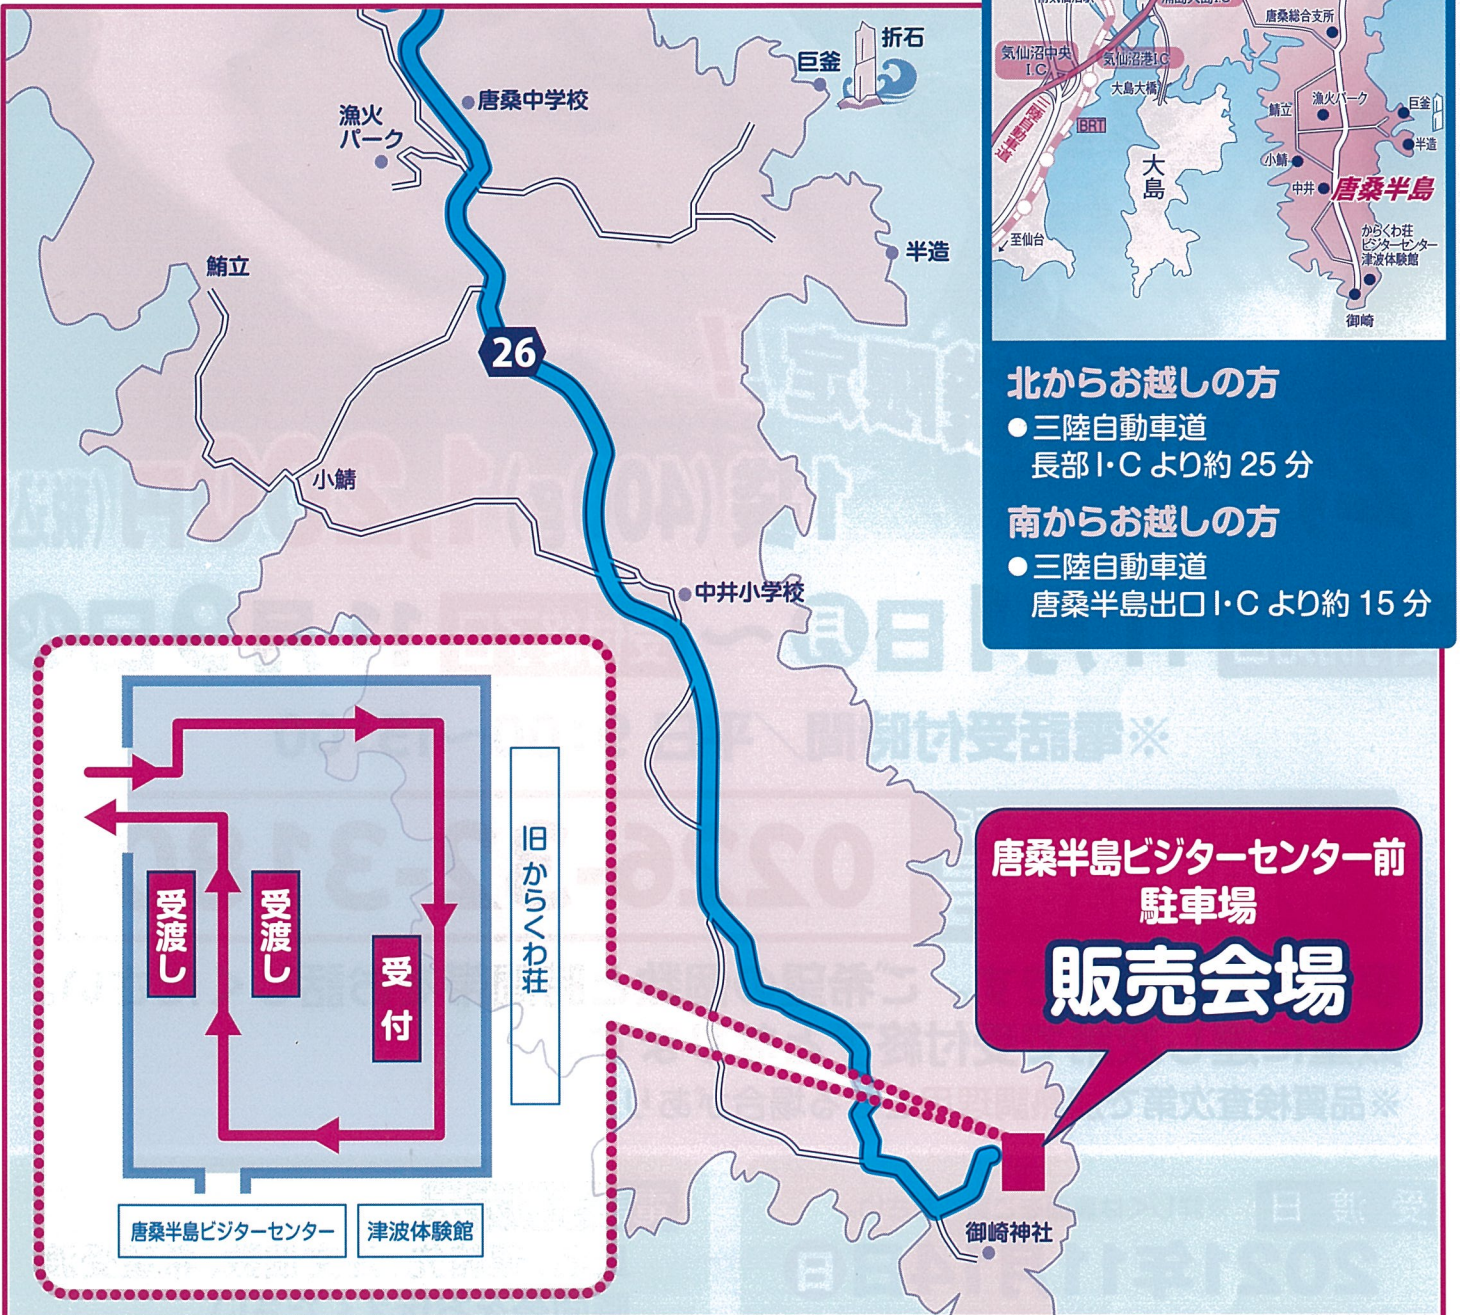 折石
巨釜
唐桑中学校
漁火
パーク
半造
鮪立
26
小鯖
中井小学校
御崎神社
唐桑半島ビジターセンター前
駐車場
販売会場
受渡し
受渡し
受付
旧からくわ荘
唐桑半島ビジターセンター
津波体験館
唐桑総合支所
気仙沼中央
I.C
気仙沼港IC
大島大橋
三陸自動車道
BRT
大島
至仙台
鮪立
漁火パーク
巨釜
半造
小鯖
中井
唐桑半島
からくわ荘
ビジターセンター
津波体験館
御崎
北からお越しの方
●三陸自動車道
長部I・Cより約25分
南からお越しの方
●三陸自動車道
唐桑半島出口I・Cより約15分